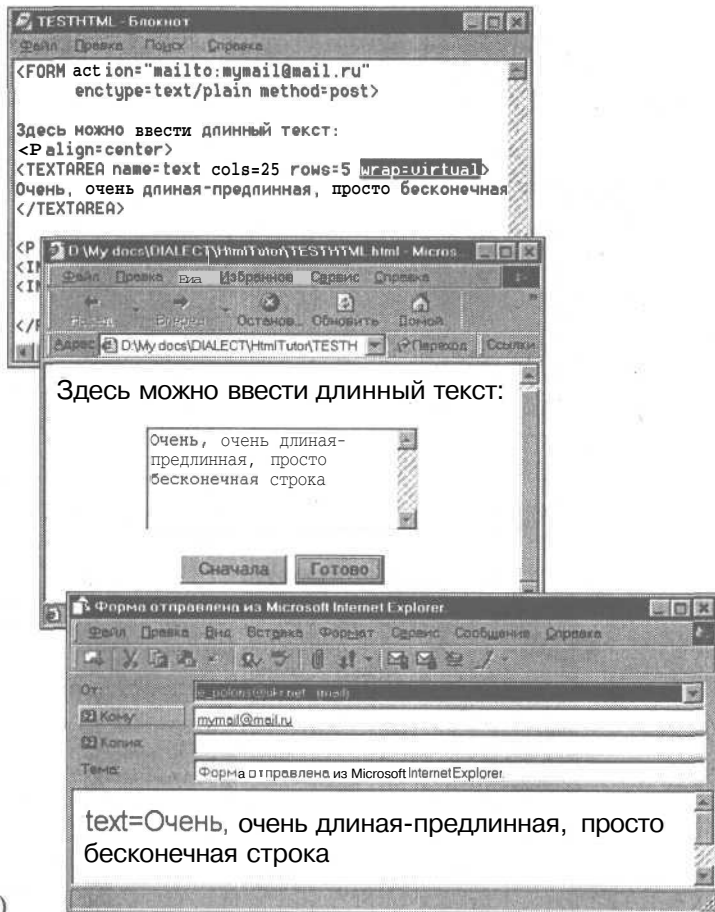 TESTHTML - Блокнот
Файл Правка Поиск Справка
<FORM action="mailto:mymail@mail.ru"
enctype=text/plain method=post>
Здесь можно ввести длинный текст:
<P align=center>
<TEXTAREA name=text cols=25 rows=5 wrap=virtual>
Очень, очень длиная-предлинная, просто бесконечная
</TEXTAREA>
<P
<IN
<IN
</F
D:\My docs\DIALECT\HtmlTutor\TESTHTML.html - Micros...
Файл Правка Вид Избранное Сервис Справка
Назад Вперед Останов... Обновить Домой
Адрес D:\My docs\DIALECT\HtmlTutor\TESTH Переход Ссылки
Здесь можно ввести длинный текст:
Очень, очень длиная-
предлинная, просто
бесконечная строка
Сначала Готово
Форма отправлена из Microsoft Internet Explorer.
Файл Правка Вид Вставка Формат Сервис Сообщение Справка
От:
Кому: mymail@mail.ru
Копия:
Тема: Форма отправлена из Microsoft Internet Explorer.
text=Очень, очень длиная-предлинная, просто
бесконечная строка
)